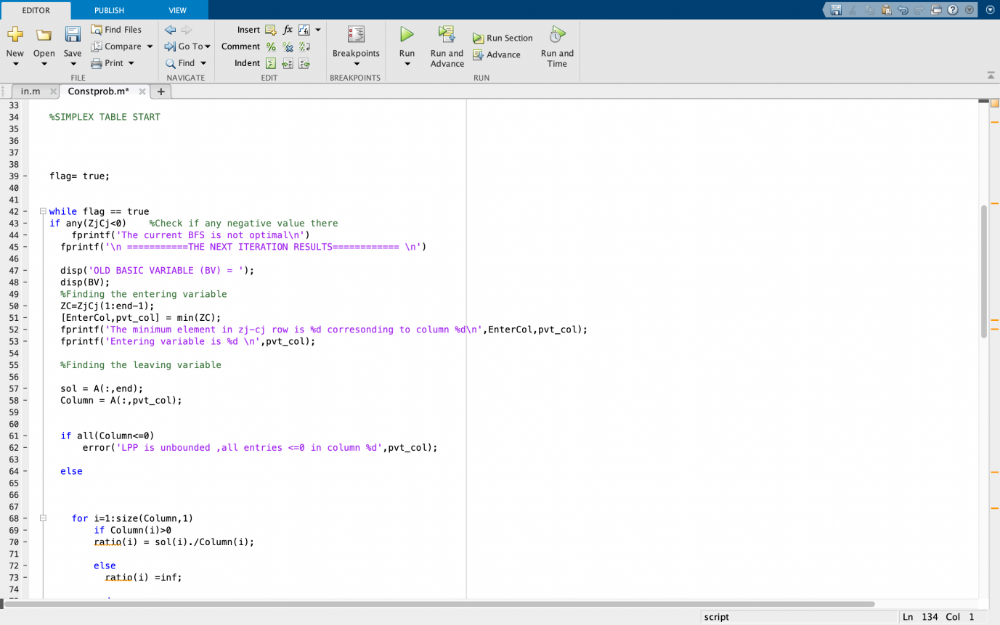 EDITOR PUBLISH VIEW
New Open Save Find Files Compare Print Go To Find Insert fx Comment Indent Breakpoints Run Run and Advance Run Section Advance Run and Time
FILE NAVIGATE EDIT BREAKPOINTS RUN
in.m Constprob.m* +
33
34 %SIMPLEX TABLE START
35
36
37
38
39 - flag= true;
40
41
42 - while flag == true
43 - if any(ZjCj<0) %Check if any negative value there
44 - fprintf('The current BFS is not optimal\n')
45 - fprintf('\n ===========THE NEXT ITERATION RESULTS============ \n')
46
47 - disp('OLD BASIC VARIABLE (BV) = ');
48 - disp(BV);
49 %Finding the entering variable
50 - ZC=ZjCj(1:end-1);
51 - [EnterCol,pvt_col] = min(ZC);
52 - fprintf('The minimum element in zj-cj row is %d corresonding to column %d\n',EnterCol,pvt_col);
53 - fprintf('Entering variable is %d \n',pvt_col);
54
55 %Finding the leaving variable
56
57 - sol = A(:,end);
58 - Column = A(:,pvt_col);
59
60
61 - if all(Column<=0)
62 - error('LPP is unbounded ,all entries <=0 in column %d',pvt_col);
63
64 - else
65
66
67
68 - for i=1:size(Column,1)
69 - if Column(i)>0
70 - ratio(i) = sol(i)./Column(i);
71
72 - else
73 - ratio(i) =inf;
74
script Ln 134 Col 1